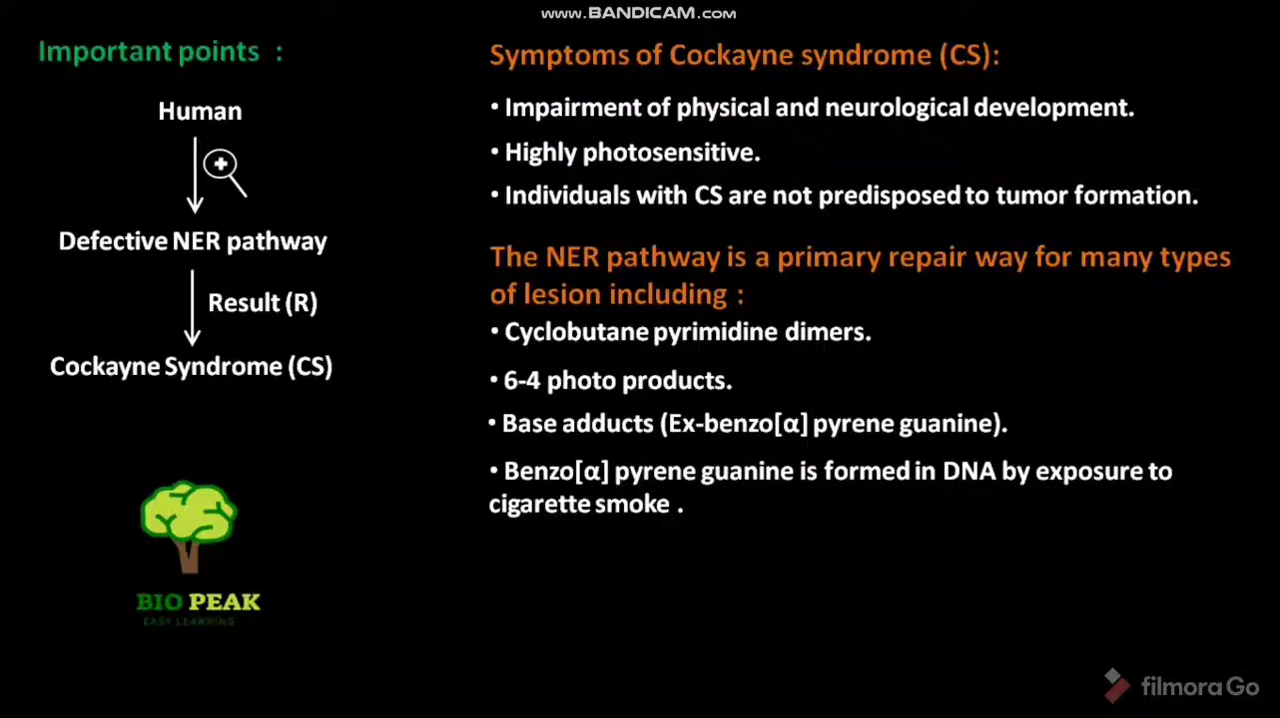 www.BANDICAM.com
Important points :
Human
Defective NER pathway
Result (R)
Cockayne Syndrome (CS)
BIO PEAK
EASY LEARNING
Symptoms of Cockayne syndrome (CS):
• Impairment of physical and neurological development.
• Highly photosensitive.
• Individuals with CS are not predisposed to tumor formation.
The NER pathway is a primary repair way for many types
of lesion including :
• Cyclobutane pyrimidine dimers.
• 6-4 photo products.
• Base adducts (Ex-benzo[α] pyrene guanine).
• Benzo[α] pyrene guanine is formed in DNA by exposure to
cigarette smoke .
filmora Go